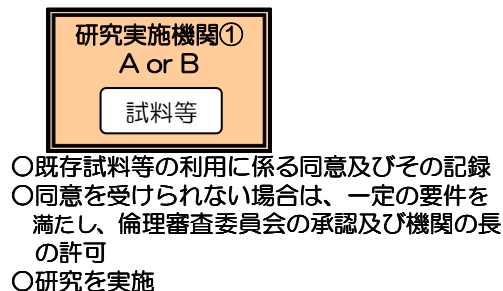 研究実施機関①
A or B
試料等
〇既存試料等の利用に係る同意及びその記録
〇同意を受けられない場合は、一定の要件を
満たし、倫理審査委員会の承認及び機関の長
の許可
〇研究を実施